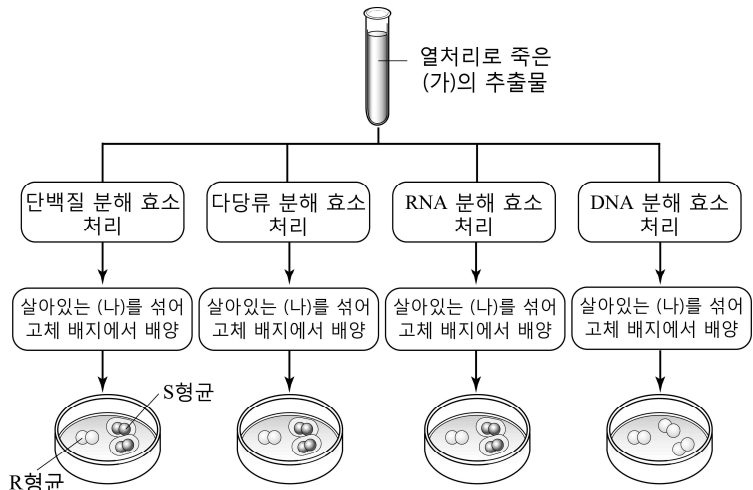 열처리로 죽은
(가)의 추출물
단백질 분해 효소
처리
다당류 분해 효소
처리
RNA 분해 효소
처리
DNA 분해 효소
처리
살아있는 (나)를 섞어
고체 배지에서 배양
살아있는 (나)를 섞어
고체 배지에서 배양
살아있는 (나)를 섞어
고체 배지에서 배양
살아있는 (나)를 섞어
고체 배지에서 배양
S형균
R형균